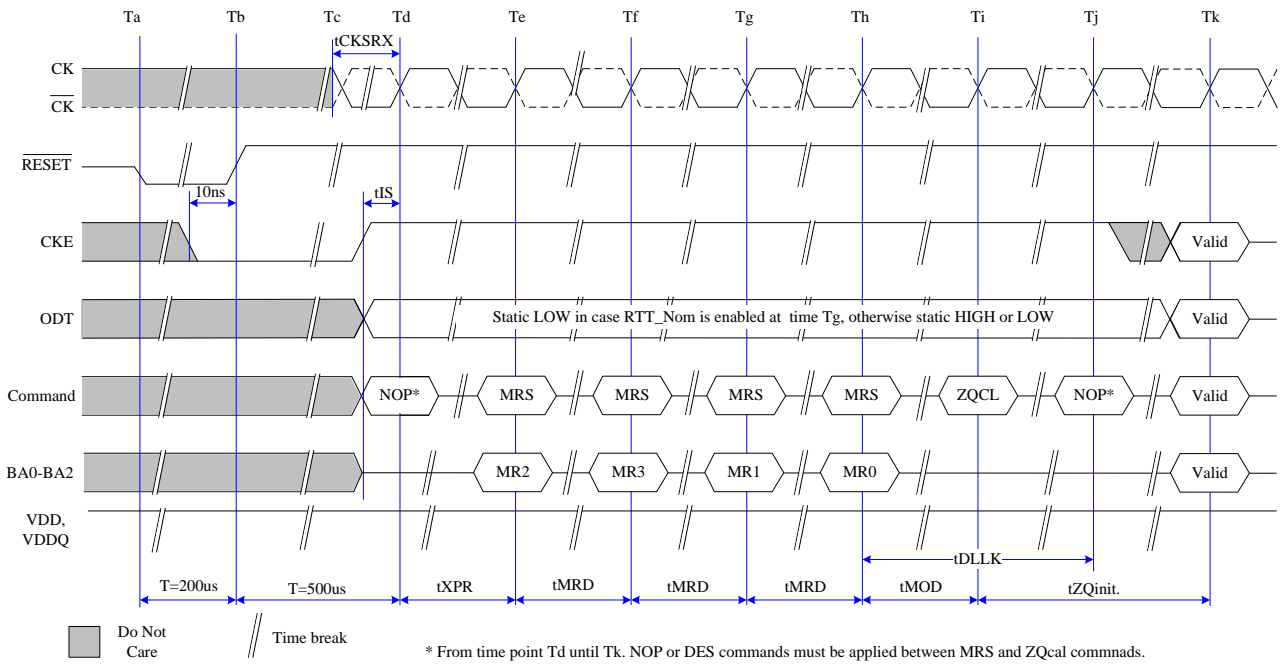 Ta Tb Tc Td Te Tf Tg Th Ti Tj Tk
tCKSRX
CK
CK
RESET
10ns
tIS
CKE
Valid
ODT
Static LOW in case RTT_Nom is enabled at time Tg, otherwise static HIGH or LOW
Valid
Command
NOP* MRS MRS MRS MRS ZQCL NOP* Valid
BA0-BA2
MR2 MR3 MR1 MR0 Valid
VDD,
VDDQ
tDLLK
T=200us T=500us tXPR tMRD tMRD tMRD tMOD tZQinit.
Do Not
Care
Time break
* From time point Td until Tk. NOP or DES commands must be applied between MRS and ZQcal commnads.